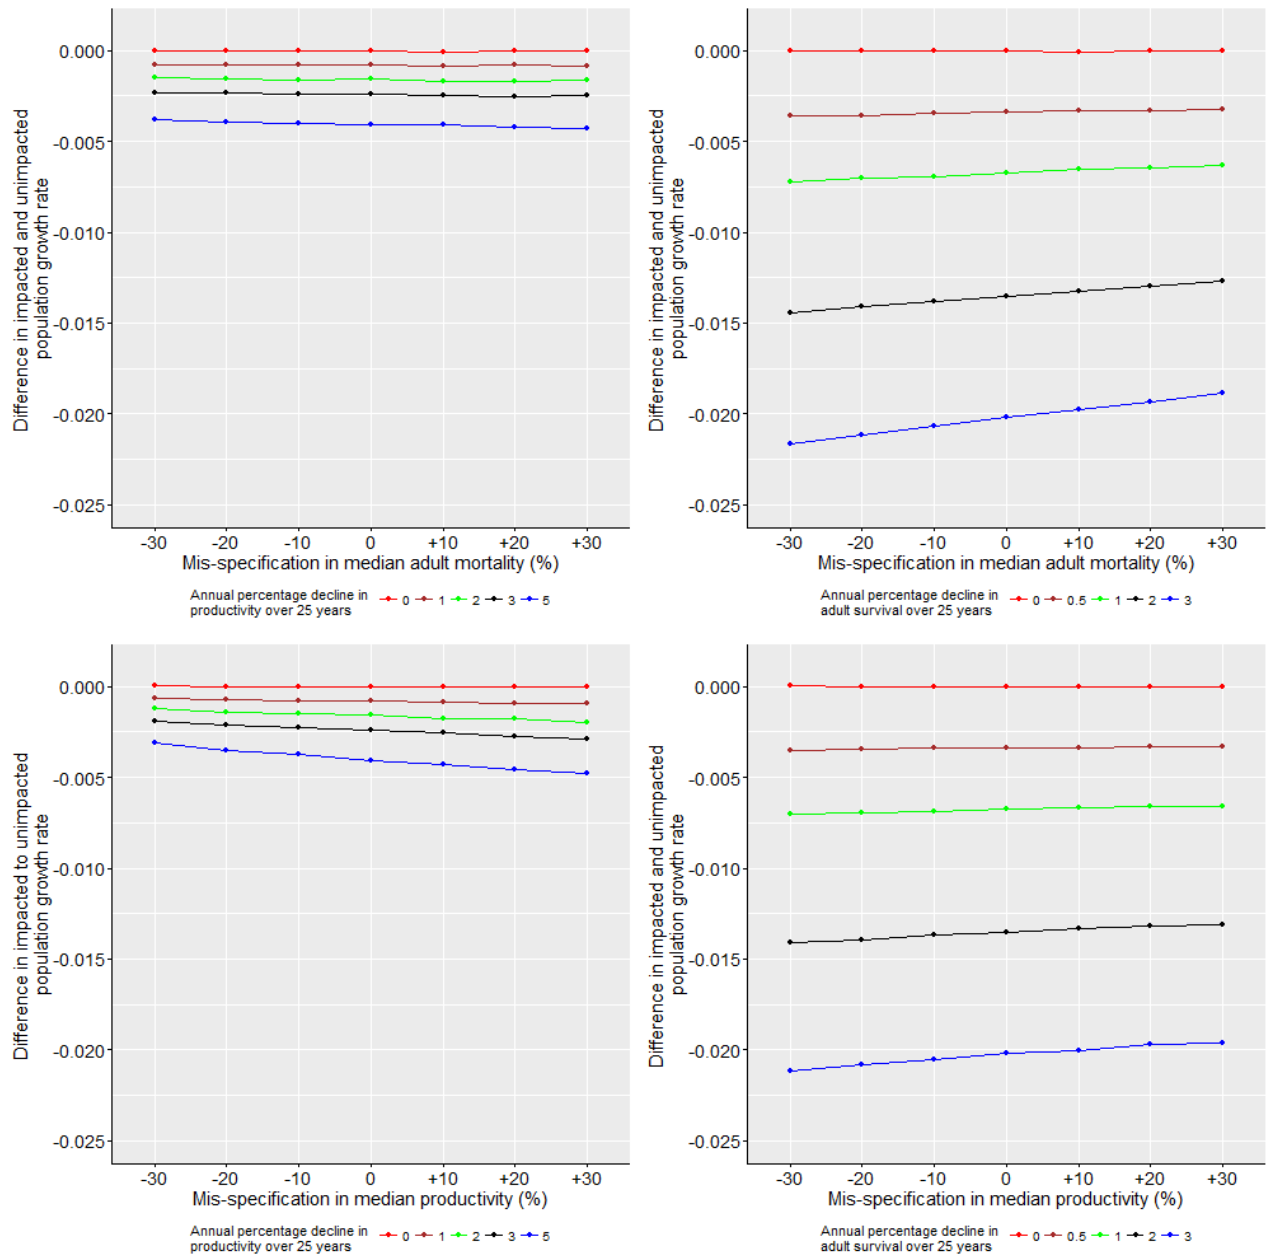 Difference in impacted and unimpacted
population growth rate
0.000
-0.005
-0.010
-0.015
-0.020
-0.025
-30 -20 -10 0 +10 +20 +30
Mis-specification in median adult mortality (%)
Annual percentage decline in
productivity over 25 years
0 1 2 3 5
Difference in impacted and unimpacted
population growth rate
0.000
-0.005
-0.010
-0.015
-0.020
-0.025
-30 -20 -10 0 +10 +20 +30
Mis-specification in median adult mortality (%)
Annual percentage decline in
adult survival over 25 years
0 0.5 1 2 3
Difference in impacted to unimpacted
population growth rate
0.000
-0.005
-0.010
-0.015
-0.020
-0.025
-30 -20 -10 0 +10 +20 +30
Mis-specification in median productivity (%)
Annual percentage decline in
productivity over 25 years
0 1 2 3 5
Difference in impacted and unimpacted
population growth rate
0.000
-0.005
-0.010
-0.015
-0.020
-0.025
-30 -20 -10 0 +10 +20 +30
Mis-specification in median productivity (%)
Annual percentage decline in
adult survival over 25 years
0 0.5 1 2 3